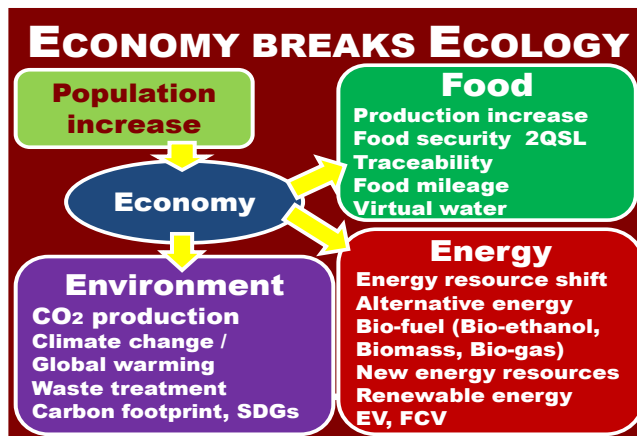 ECONOMY BREAKS ECOLOGY
Population
increase
Economy
Food
Production increase
Food security 2QSL
Traceability
Food mileage
Virtual water
Environment
CO2 production
Climate change /
Global warming
Waste treatment
Carbon footprint, SDGs
Energy
Energy resource shift
Alternative energy
Bio-fuel (Bio-ethanol,
Biomass, Bio-gas)
New energy resources
Renewable energy
EV, FCV